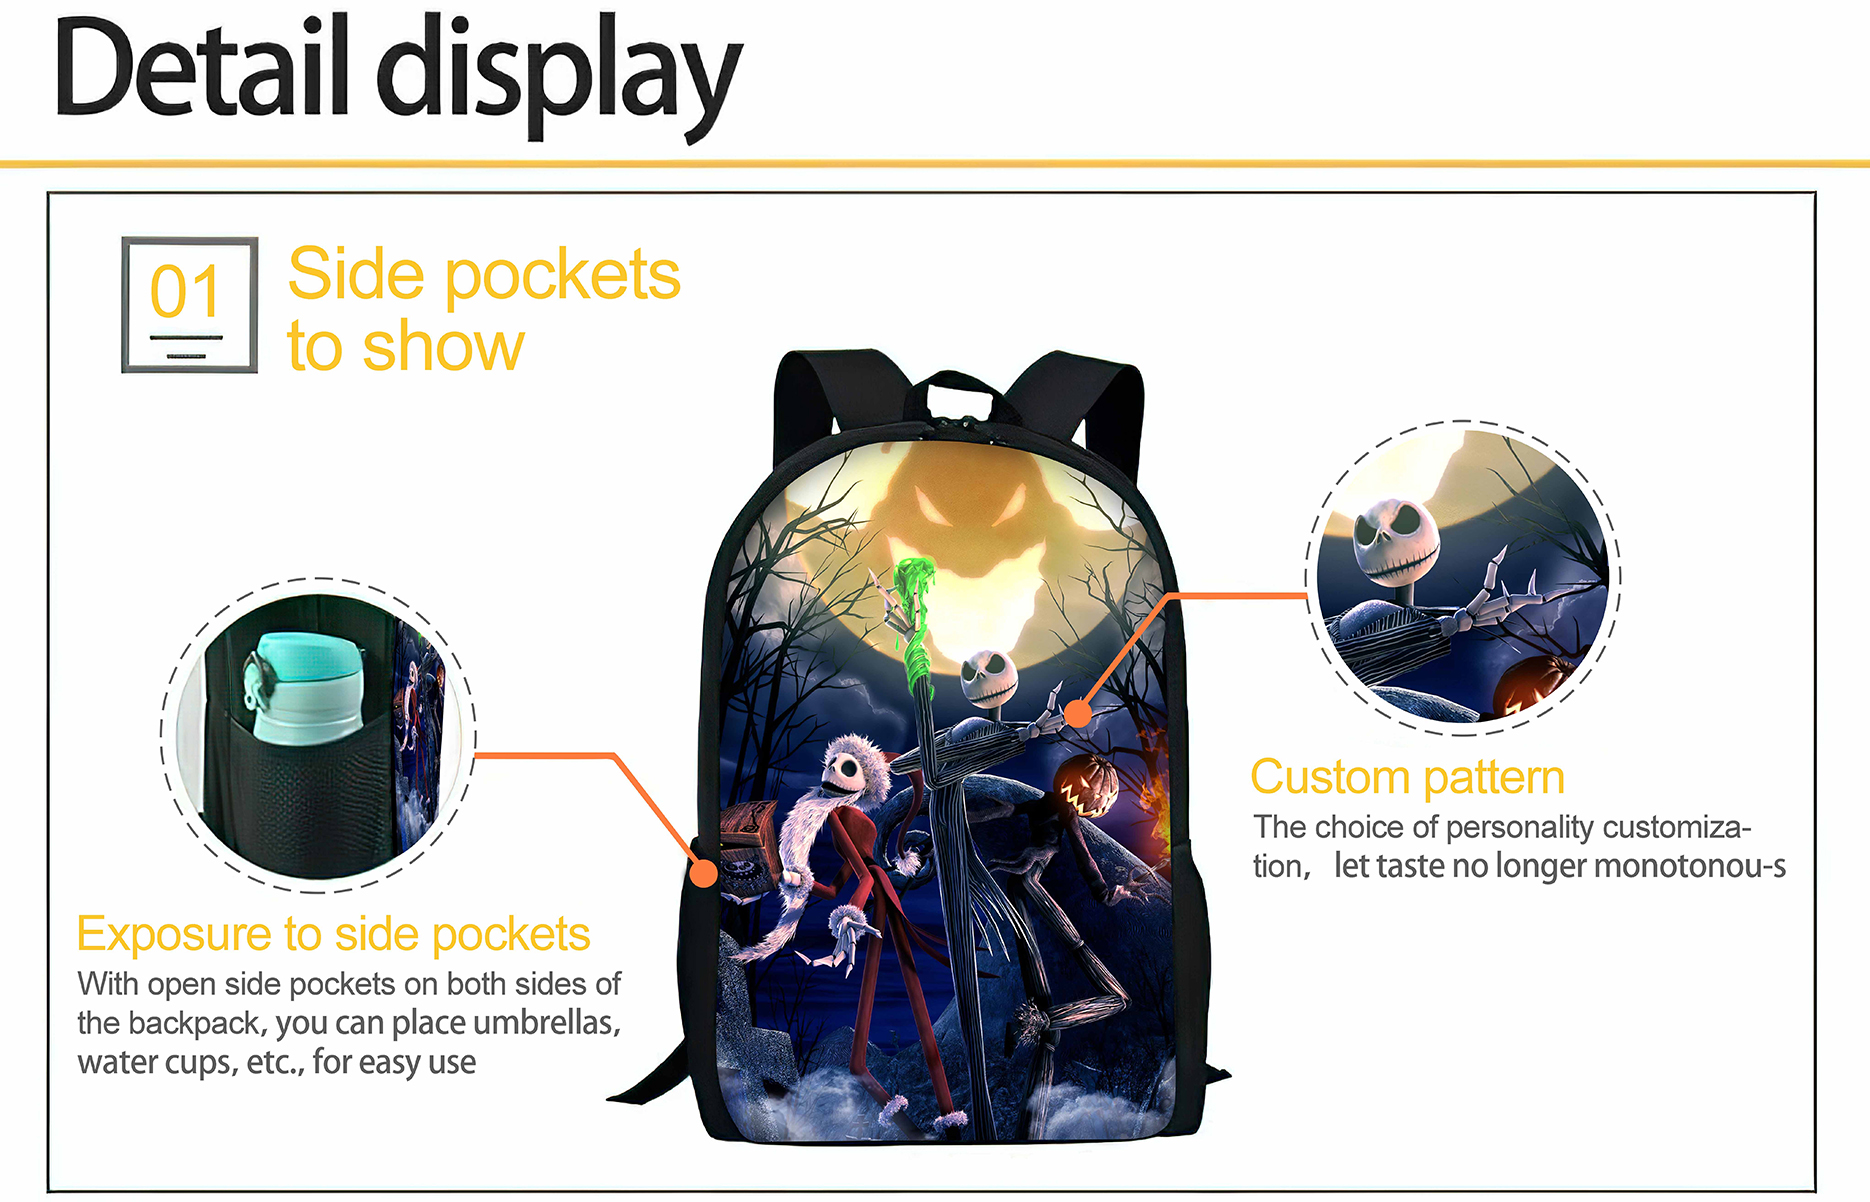 Detail display
01
Side pockets
to show
Custom pattern
The choice of personality customiza-
tion, let taste no longer monotonou-s
Exposure to side pockets
With open side pockets on both sides of
the backpack, you can place umbrellas,
water cups, etc., for easy use